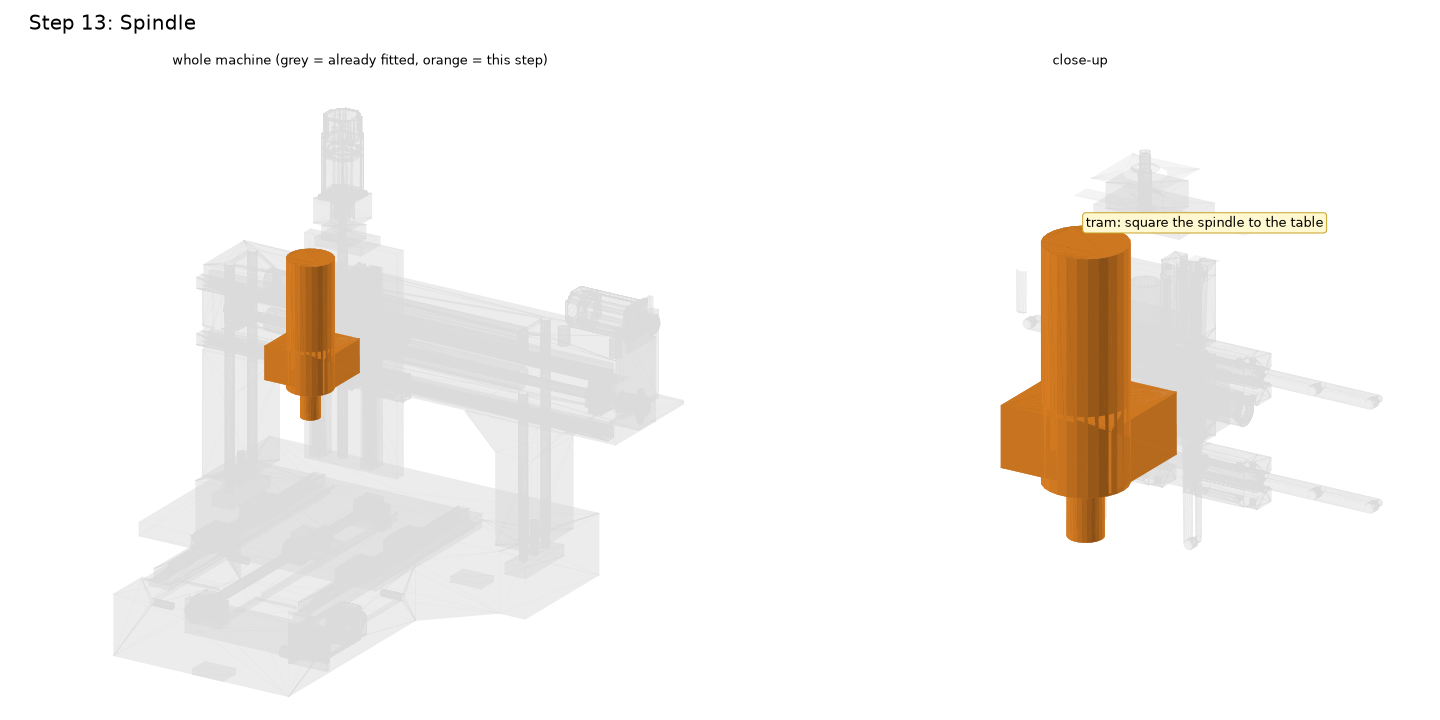 Step 13: Spindle
whole machine (grey = already fitted, orange = this step)
close-up
tram: square the spindle to the table